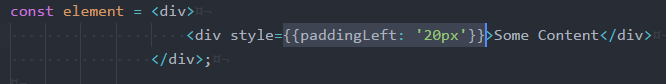 const element = <div>
<div style={{paddingLeft: '20px'}}>Some Content</div>
</div>;